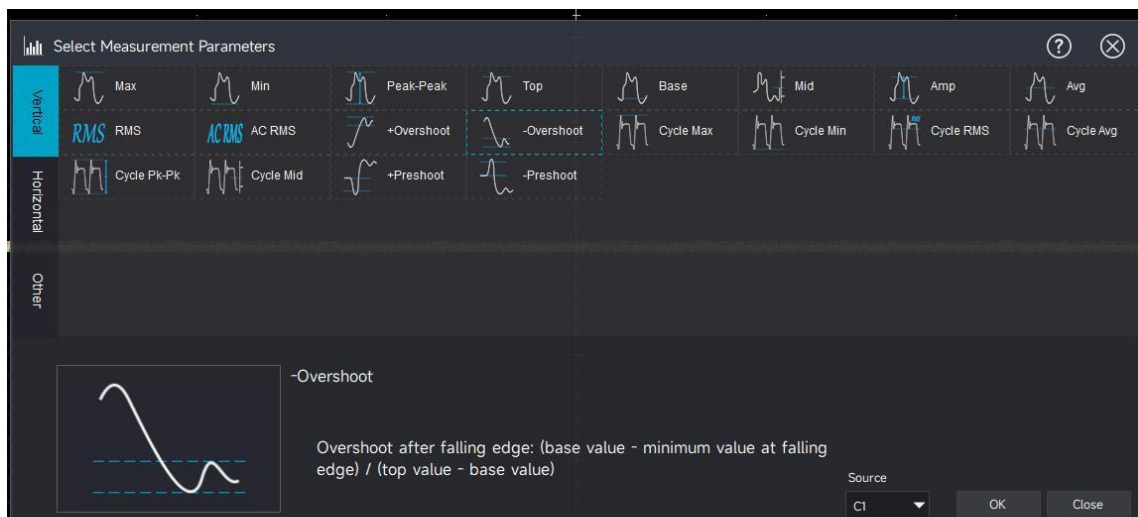 Select Measurement Parameters
?
Vertical
Max
Min
Peak-Peak
Top
Base
Mid
Amp
Avg
RMS RMS
AC RMS AC RMS
+Overshoot
-Overshoot
Cycle Max
Cycle Min
Cycle RMS
Cycle Avg
Horizontal
Cycle Pk-Pk
Cycle Mid
+Preshoot
-Preshoot
Other
-Overshoot
Overshoot after falling edge: (base value - minimum value at falling
edge) / (top value - base value)
Source
C1
OK
Close